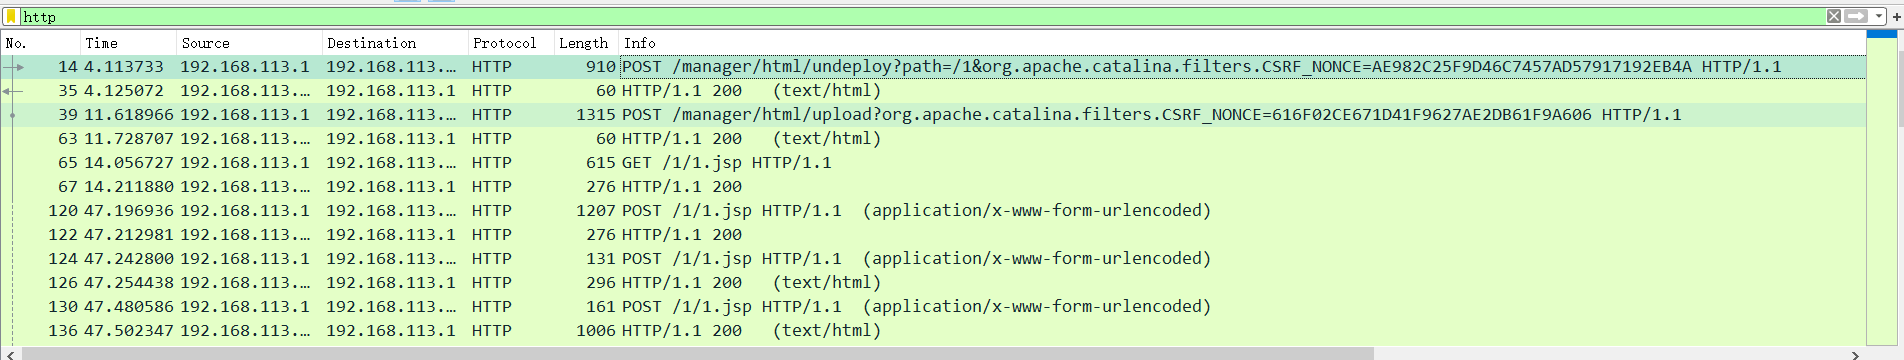 http
No. Time Source Destination Protocol Length Info
14 4.113733 192.168.113.1 192.168.113.… HTTP 910 POST /manager/html/undeploy?path=/1&org.apache.catalina.filters.CSRF_NONCE=AE982C25F9D46C7457AD57917192EB4A HTTP/1.1
35 4.125072 192.168.113.… 192.168.113.1 HTTP 60 HTTP/1.1 200 (text/html)
39 11.618966 192.168.113.1 192.168.113.… HTTP 1315 POST /manager/html/upload?org.apache.catalina.filters.CSRF_NONCE=616F02CE671D41F9627AE2DB61F9A606 HTTP/1.1
63 11.728707 192.168.113.… 192.168.113.1 HTTP 60 HTTP/1.1 200 (text/html)
65 14.056727 192.168.113.1 192.168.113.… HTTP 615 GET /1/1.jsp HTTP/1.1
67 14.211880 192.168.113.… 192.168.113.1 HTTP 276 HTTP/1.1 200
120 47.196936 192.168.113.1 192.168.113.… HTTP 1207 POST /1/1.jsp HTTP/1.1 (application/x-www-form-urlencoded)
122 47.212981 192.168.113.… 192.168.113.1 HTTP 276 HTTP/1.1 200
124 47.242800 192.168.113.1 192.168.113.… HTTP 131 POST /1/1.jsp HTTP/1.1 (application/x-www-form-urlencoded)
126 47.254438 192.168.113.… 192.168.113.1 HTTP 296 HTTP/1.1 200 (text/html)
130 47.480586 192.168.113.1 192.168.113.… HTTP 161 POST /1/1.jsp HTTP/1.1 (application/x-www-form-urlencoded)
136 47.502347 192.168.113.… 192.168.113.1 HTTP 1006 HTTP/1.1 200 (text/html)